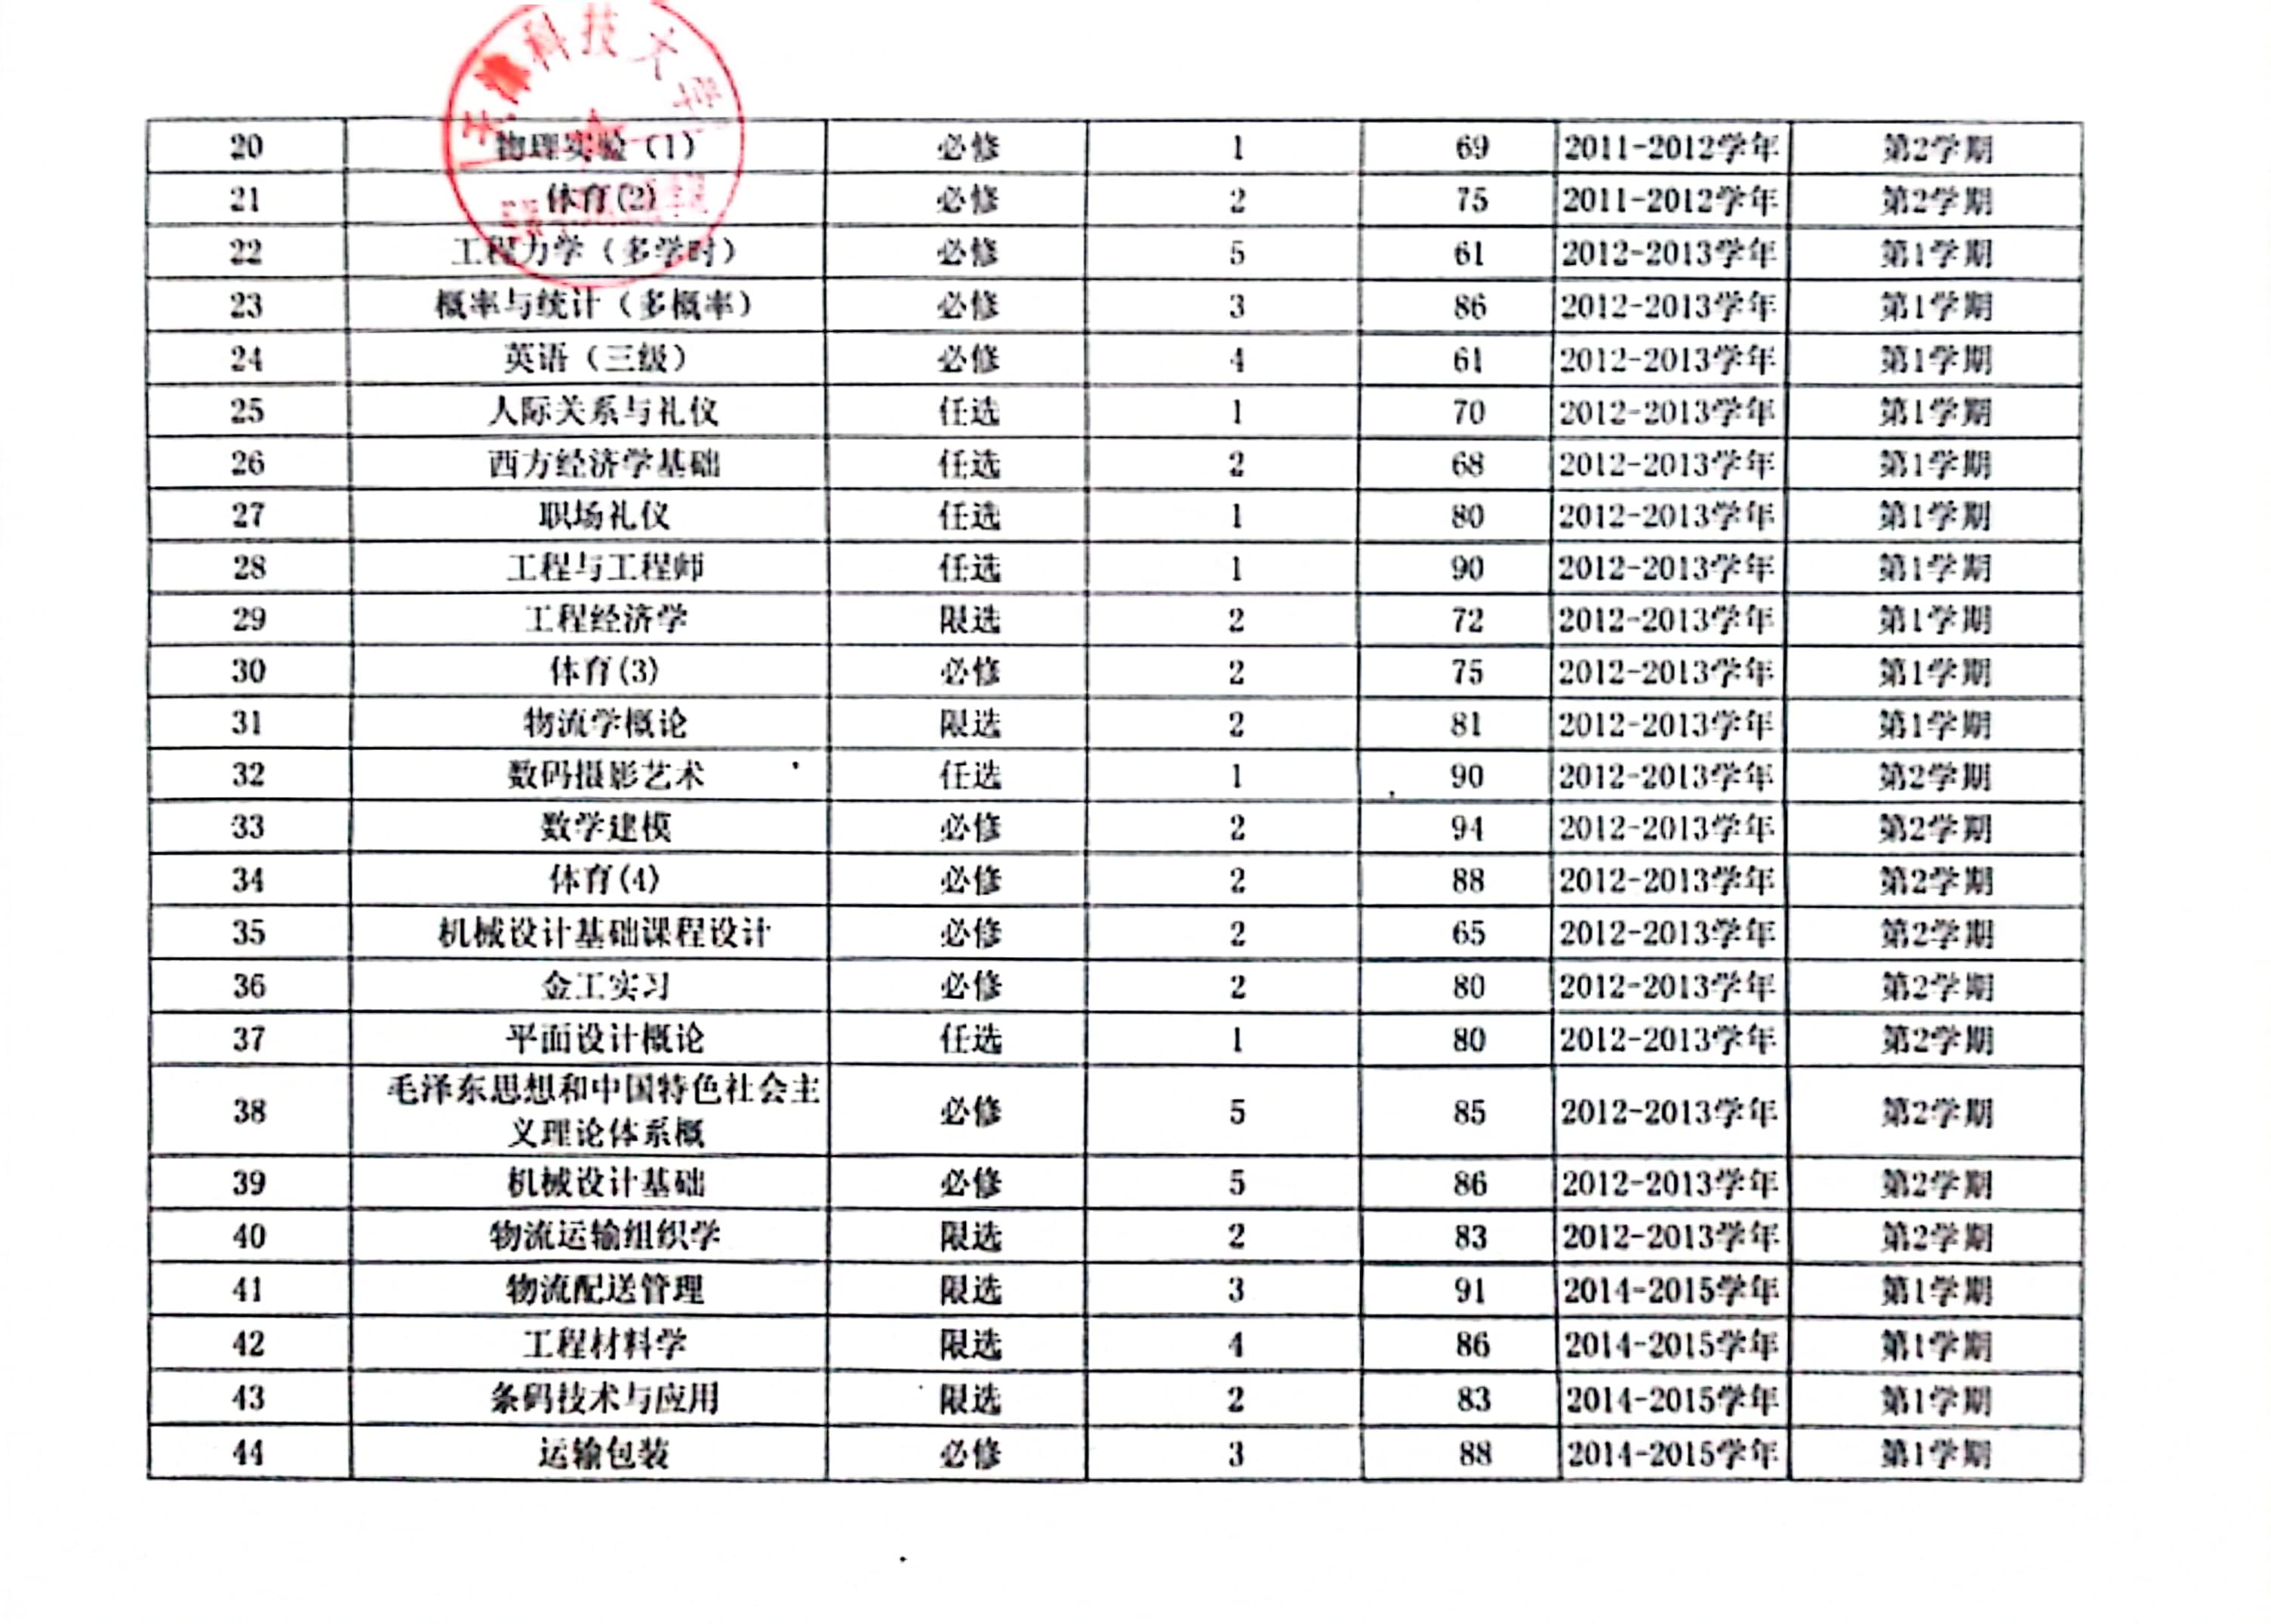 天津科技大学
20 物理实验（1） 必修 1 69 2011-2012学年 第2学期
21 体育(2) 必修 2 75 2011-2012学年 第2学期
22 工程力学（多学时） 必修 5 61 2012-2013学年 第1学期
23 概率与统计（多概率） 必修 3 86 2012-2013学年 第1学期
24 英语（三级） 必修 4 61 2012-2013学年 第1学期
25 人际关系与礼仪 任选 1 70 2012-2013学年 第1学期
26 西方经济学基础 任选 2 68 2012-2013学年 第1学期
27 职场礼仪 任选 1 80 2012-2013学年 第1学期
28 工程与工程师 任选 1 90 2012-2013学年 第1学期
29 工程经济学 限选 2 72 2012-2013学年 第1学期
30 体育(3) 必修 2 75 2012-2013学年 第1学期
31 物流学概论 限选 2 81 2012-2013学年 第1学期
32 数码摄影艺术 任选 1 90 2012-2013学年 第2学期
33 数学建模 必修 2 94 2012-2013学年 第2学期
34 体育(4) 必修 2 88 2012-2013学年 第2学期
35 机械设计基础课程设计 必修 2 65 2012-2013学年 第2学期
36 金工实习 必修 2 80 2012-2013学年 第2学期
37 平面设计概论 任选 1 80 2012-2013学年 第2学期
38 毛泽东思想和中国特色社会主
义理论体系概 必修 5 85 2012-2013学年 第2学期
39 机械设计基础 必修 5 86 2012-2013学年 第2学期
40 物流运输组织学 限选 2 83 2012-2013学年 第2学期
41 物流配送管理 限选 3 91 2014-2015学年 第1学期
42 工程材料学 限选 4 86 2014-2015学年 第1学期
43 条码技术与应用 限选 2 83 2014-2015学年 第1学期
44 运输包装 必修 3 88 2014-2015学年 第1学期